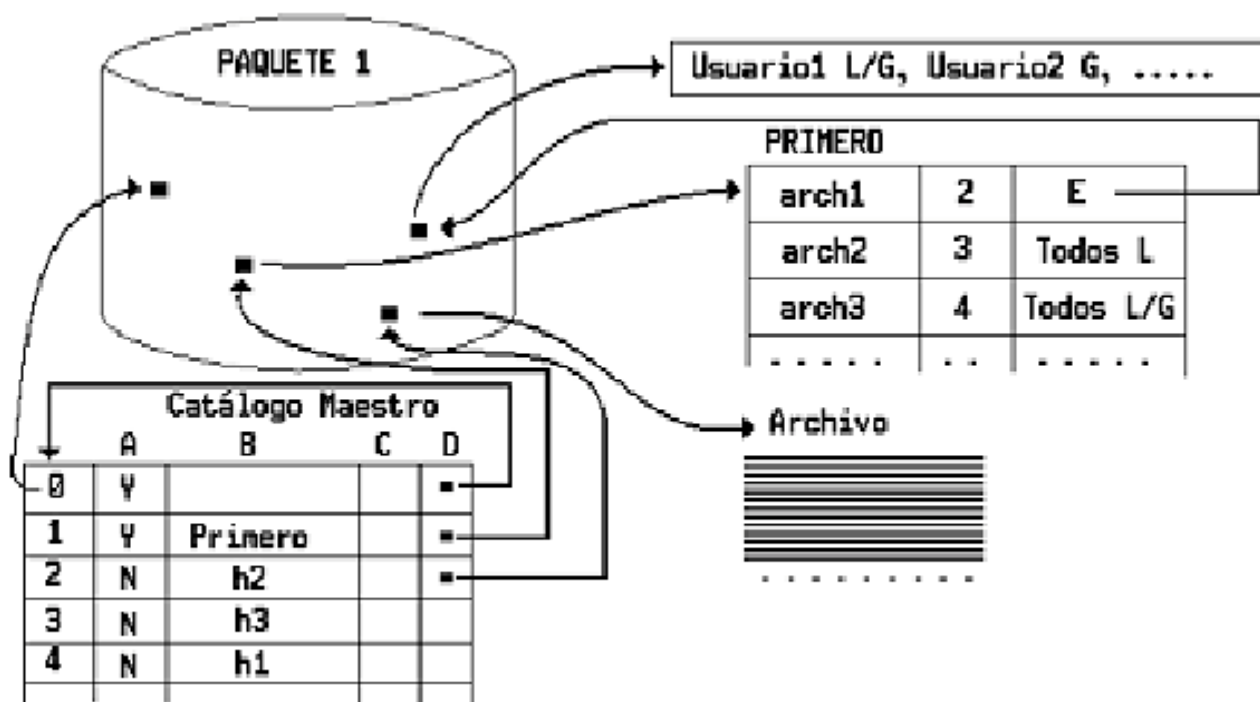 PAQUETE 1
Usuario1 L/G, Usuario2 G, .....
PRIMERO
arch1 2 E
arch2 3 Todos L
arch3 4 Todos L/G
. . . . . . . . . . . .
Catálogo Maestro
A B C D
0 Y
1 Y Primero
2 N h2
3 N h3
4 N h1
Archivo
. . . . . . . . .